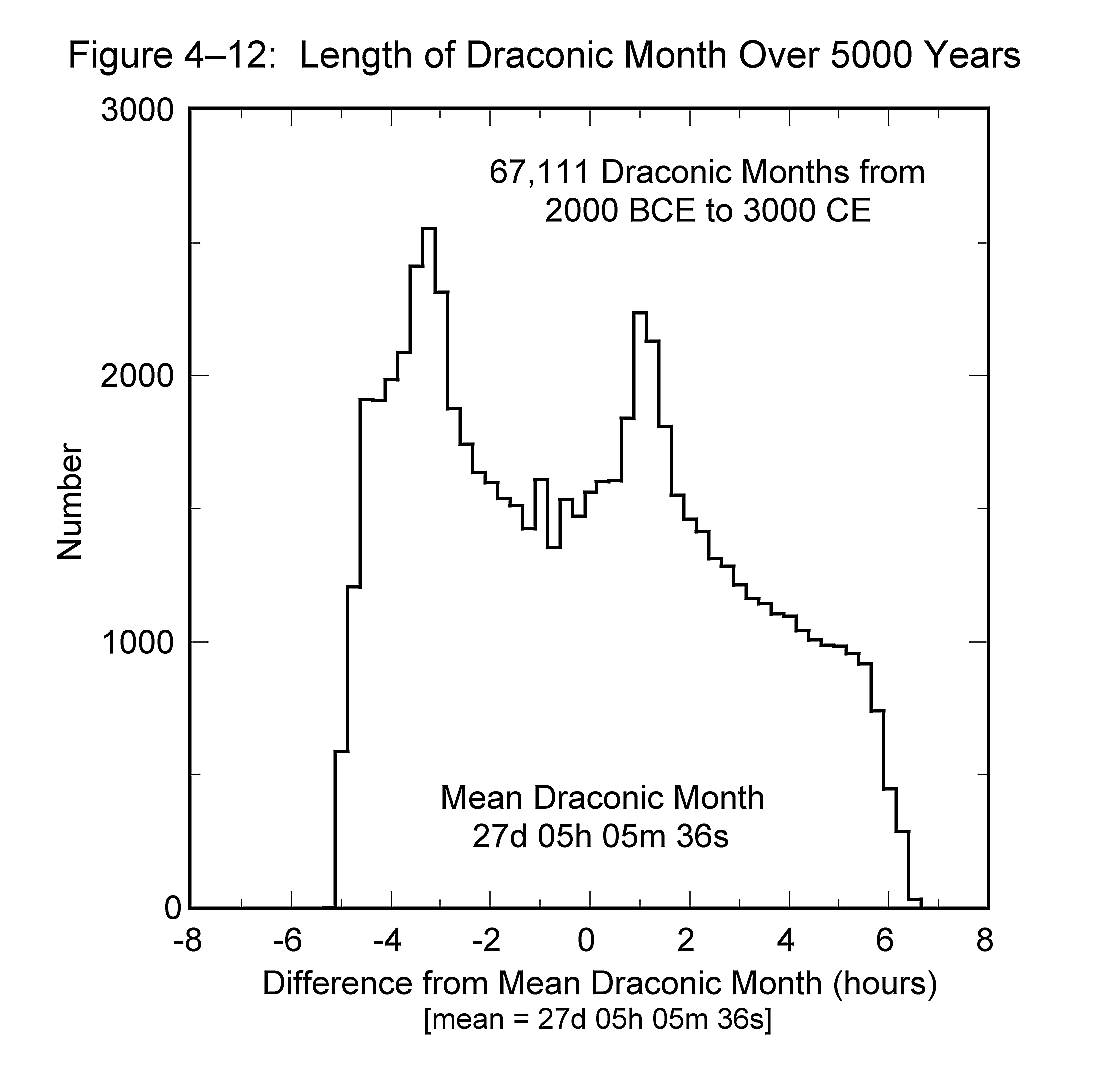 Figure 4–12:  Length of Draconic Month Over 5000 Years
3000
67,111 Draconic Months from
2000 BCE to 3000 CE
2000
Number
1000
Mean Draconic Month
27d 05h 05m 36s
0
-8 -6 -4 -2 0 2 4 6 8
Difference from Mean Draconic Month (hours)
[mean = 27d 05h 05m 36s]